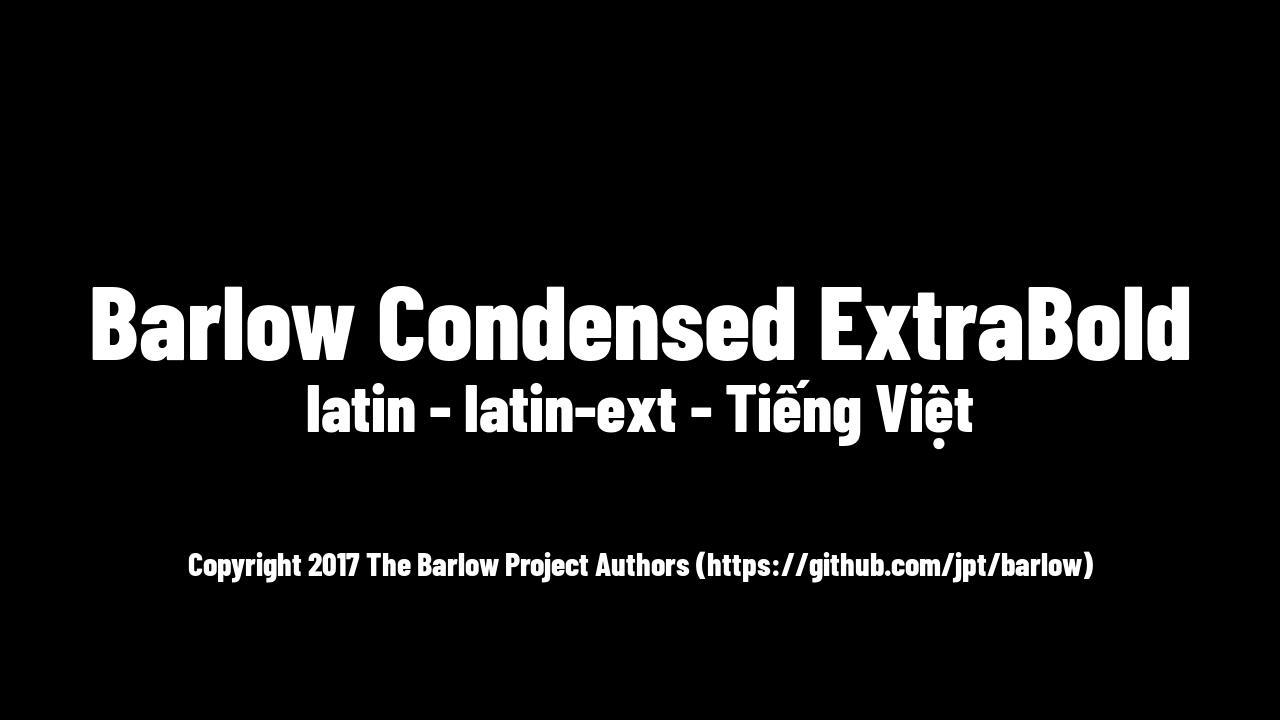 Barlow Condensed ExtraBold
latin - latin-ext - Tiếng Việt
Copyright 2017 The Barlow Project Authors (https://github.com/jpt/barlow)